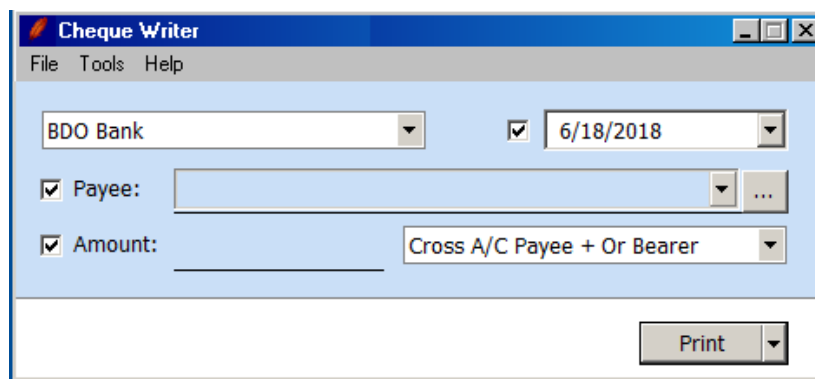 Cheque Writer
File Tools Help
BDO Bank 6/18/2018
Payee: ...
Amount: Cross A/C Payee + Or Bearer
Print